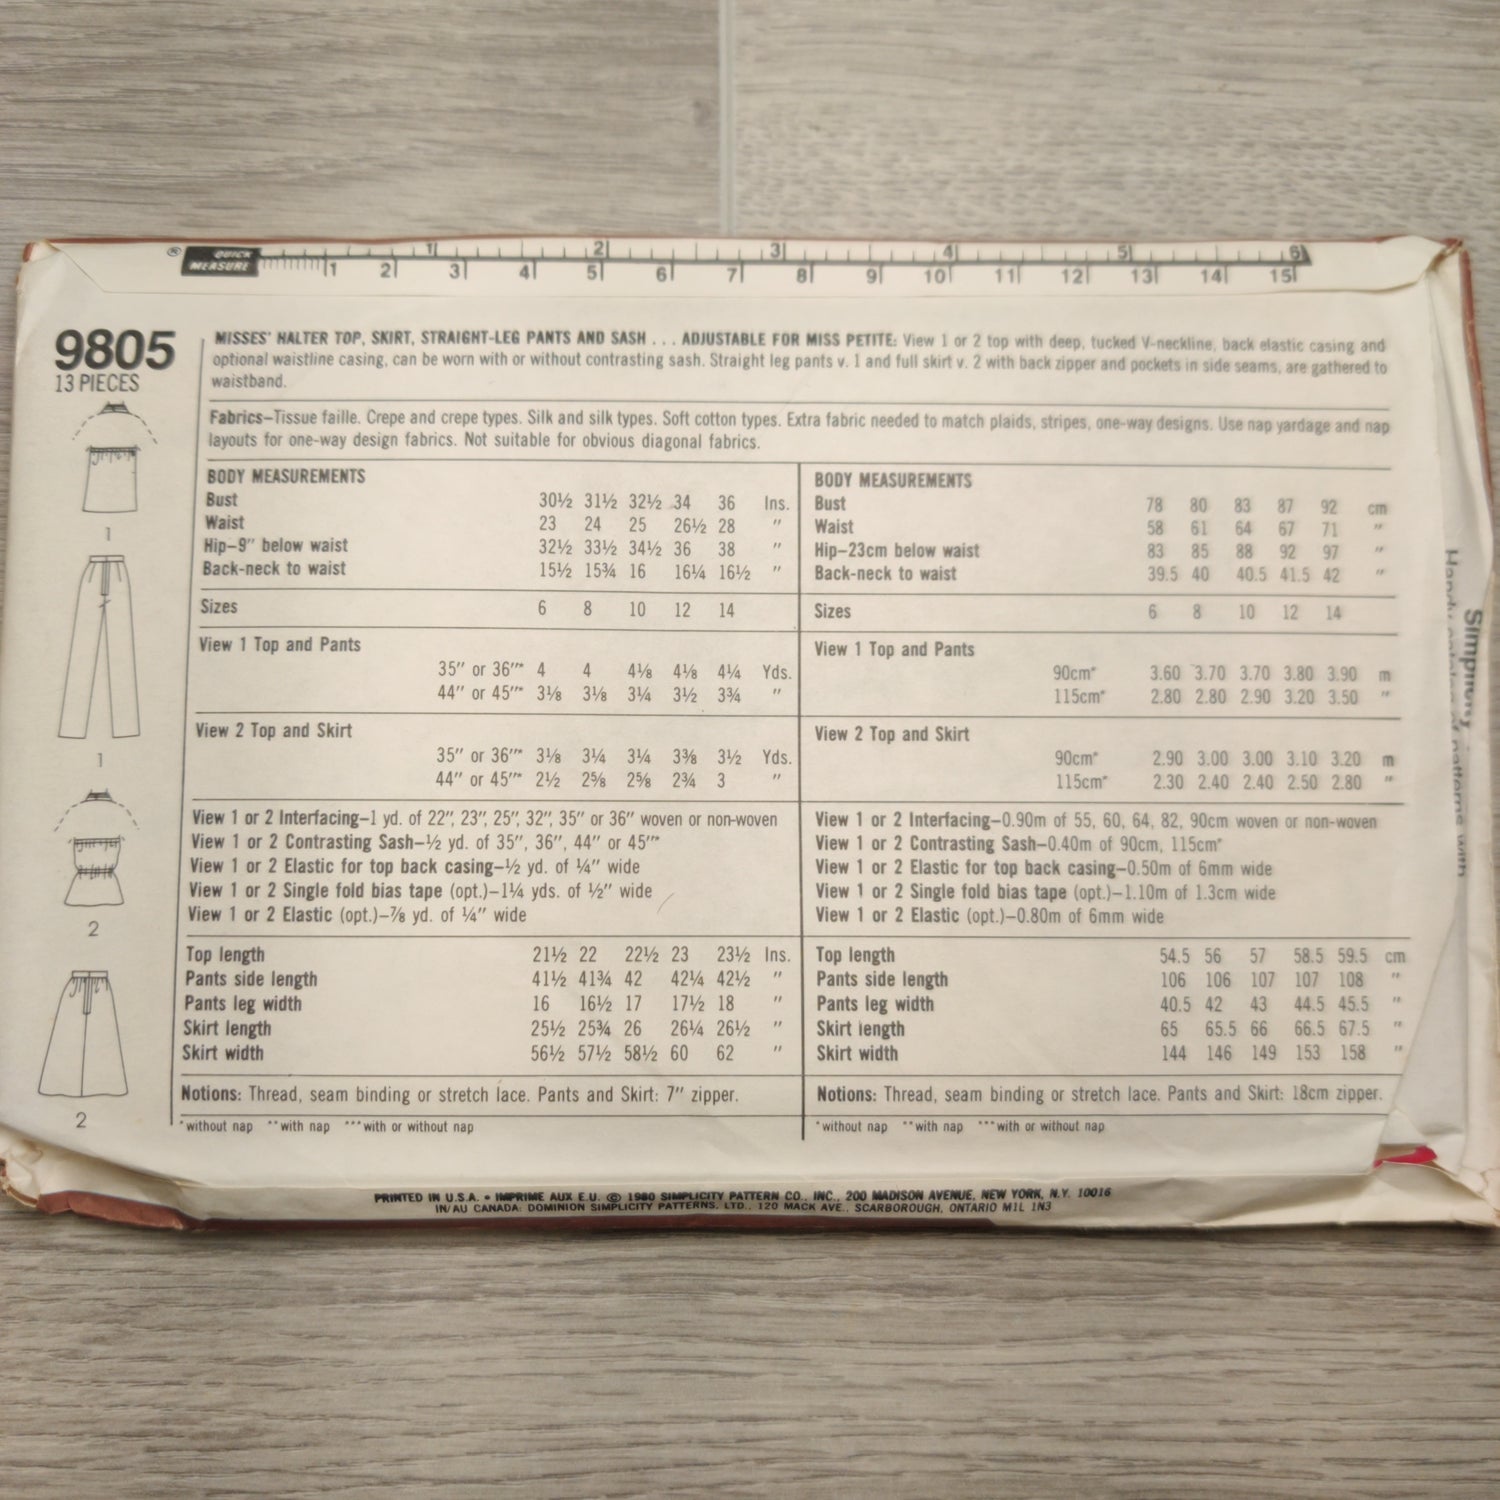 ® QUICK MEASURE
1 2 3 4 5 6
1 2 3 4 5 6 7 8 9 10 11 12 13 14 15
9805
13 PIECES
MISSES' HALTER TOP, SKIRT, STRAIGHT-LEG PANTS AND SASH . . . ADJUSTABLE FOR MISS PETITE: View 1 or 2 top with deep, tucked V-neckline, back elastic casing and
optional waistline casing, can be worn with or without contrasting sash. Straight leg pants v. 1 and full skirt v. 2 with back zipper and pockets in side seams, are gathered to
waistband.
Fabrics–Tissue faille. Crepe and crepe types. Silk and silk types. Soft cotton types. Extra fabric needed to match plaids, stripes, one-way designs. Use nap yardage and nap
layouts for one-way design fabrics. Not suitable for obvious diagonal fabrics.
1
1
2
2
BODY MEASUREMENTS
Bust 30½ 31½ 32½ 34 36 Ins.
Waist 23 24 25 26½ 28 "
Hip–9" below waist 32½ 33½ 34½ 36 38 "
Back-neck to waist 15½ 15¾ 16 16¼ 16½ "
Sizes 6 8 10 12 14
View 1 Top and Pants
35" or 36"** 4 4 4⅛ 4⅛ 4¼ Yds.
44" or 45"** 3⅛ 3⅛ 3¼ 3½ 3¾ "
View 2 Top and Skirt
35" or 36"** 3⅛ 3¼ 3¼ 3⅜ 3½ Yds.
44" or 45"** 2½ 2⅝ 2⅝ 2¾ 3 "
View 1 or 2 Interfacing–1 yd. of 22", 23", 25", 32", 35" or 36" woven or non-woven
View 1 or 2 Contrasting Sash–½ yd. of 35", 36", 44" or 45"**
View 1 or 2 Elastic for top back casing–½ yd. of ¼" wide
View 1 or 2 Single fold bias tape (opt.)–1¼ yds. of ½" wide
View 1 or 2 Elastic (opt.)–⅞ yd. of ¼" wide
Top length 21½ 22 22½ 23 23½ Ins.
Pants side length 41½ 41¾ 42 42¼ 42½ "
Pants leg width 16 16½ 17 17½ 18 "
Skirt length 25½ 25¾ 26 26¼ 26½ "
Skirt width 56½ 57½ 58½ 60 62 "
Notions: Thread, seam binding or stretch lace. Pants and Skirt: 7" zipper.
*without nap **with nap ***with or without nap
BODY MEASUREMENTS
Bust 78 80 83 87 92 cm
Waist 58 61 64 67 71 "
Hip–23cm below waist 83 85 88 92 97 "
Back-neck to waist 39.5 40 40.5 41.5 42 "
Sizes 6 8 10 12 14
View 1 Top and Pants
90cm* 3.60 3.70 3.70 3.80 3.90 m
115cm* 2.80 2.80 2.90 3.20 3.50 "
View 2 Top and Skirt
90cm* 2.90 3.00 3.00 3.10 3.20 m
115cm* 2.30 2.40 2.40 2.50 2.80 "
View 1 or 2 Interfacing–0.90m of 55, 60, 64, 82, 90cm woven or non-woven
View 1 or 2 Contrasting Sash–0.40m of 90cm, 115cm*
View 1 or 2 Elastic for top back casing–0.50m of 6mm wide
View 1 or 2 Single fold bias tape (opt.)–1.10m of 1.3cm wide
View 1 or 2 Elastic (opt.)–0.80m of 6mm wide
Top length 54.5 56 57 58.5 59.5 cm
Pants side length 106 106 107 107 108 "
Pants leg width 40.5 42 43 44.5 45.5 "
Skirt length 65 65.5 66 66.5 67.5 "
Skirt width 144 146 149 153 158 "
Notions: Thread, seam binding or stretch lace. Pants and Skirt: 18cm zipper.
*without nap **with nap ***with or without nap
Simplicity
PRINTED IN U.S.A. • IMPRIME AUX E.U. © 1980 SIMPLICITY PATTERN CO., INC., 200 MADISON AVENUE, NEW YORK, N.Y. 10016
IN/AU CANADA: DOMINION SIMPLICITY PATTERNS, LTD., 120 MACK AVE., SCARBOROUGH, ONTARIO M1L 1N3